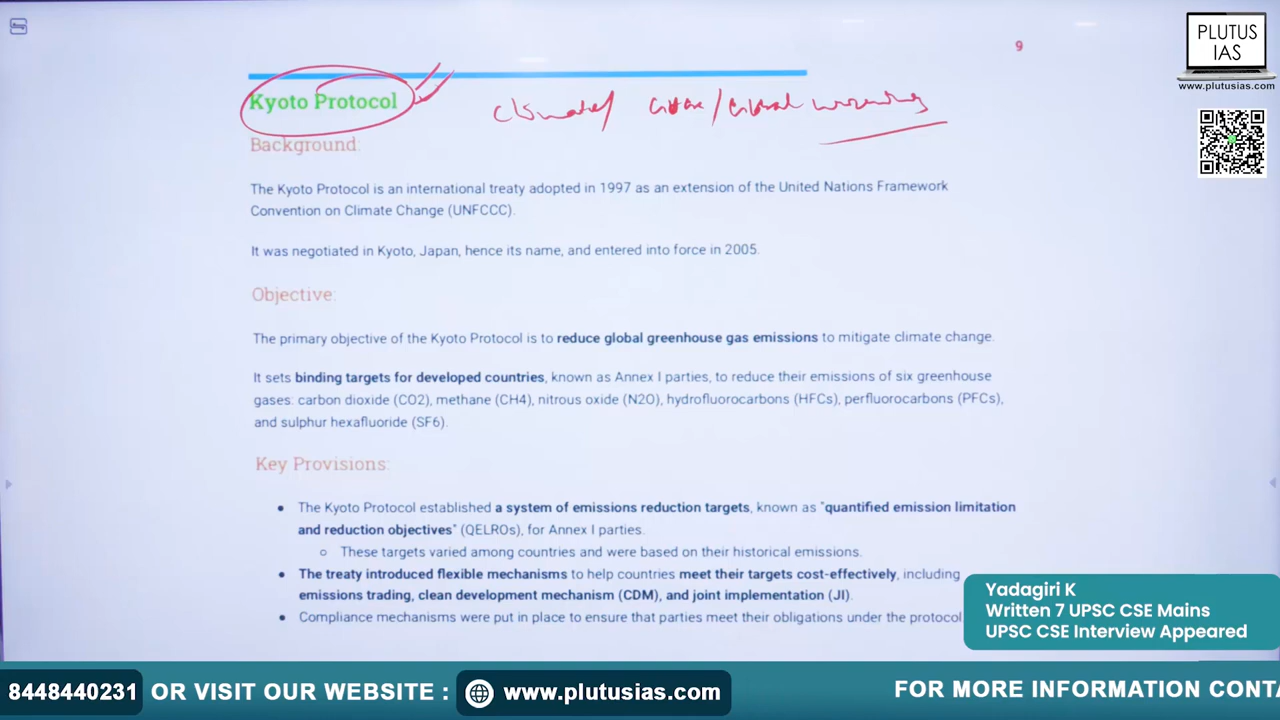 9
PLUTUS
IAS
www.plutusias.com
Kyoto Protocol
Background:
The Kyoto Protocol is an international treaty adopted in 1997 as an extension of the United Nations Framework
Convention on Climate Change (UNFCCC).
It was negotiated in Kyoto, Japan, hence its name, and entered into force in 2005.
Objective:
The primary objective of the Kyoto Protocol is to reduce global greenhouse gas emissions to mitigate climate change.
It sets binding targets for developed countries, known as Annex I parties, to reduce their emissions of six greenhouse
gases: carbon dioxide (CO2), methane (CH4), nitrous oxide (N2O), hydrofluorocarbons (HFCs), perfluorocarbons (PFCs),
and sulphur hexafluoride (SF6).
Key Provisions:
• The Kyoto Protocol established a system of emissions reduction targets, known as "quantified emission limitation
and reduction objectives" (QELROs), for Annex I parties.
○ These targets varied among countries and were based on their historical emissions.
• The treaty introduced flexible mechanisms to help countries meet their targets cost-effectively, including
emissions trading, clean development mechanism (CDM), and joint implementation (JI).
• Compliance mechanisms were put in place to ensure that parties meet their obligations under the protocol
Yadagiri K
Written 7 UPSC CSE Mains
UPSC CSE Interview Appeared
8448440231 OR VISIT OUR WEBSITE : www.plutusias.com FOR MORE INFORMATION CONTA